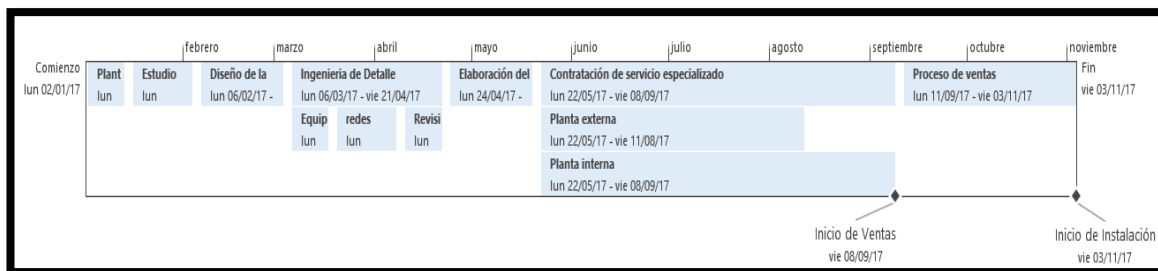 febrero marzo abril mayo junio julio agosto septiembre octubre noviembre
Comienzo
lun 02/01/17
Plant
lun
Estudio
lun
Diseño de la
lun 06/02/17 -
Ingenieria de Detalle
lun 06/03/17 - vie 21/04/17
Elaboración del
lun 24/04/17 -
Contratación de servicio especializado
lun 22/05/17 - vie 08/09/17
Proceso de ventas
lun 11/09/17 - vie 03/11/17
Fin
vie 03/11/17
Equip
lun
redes
lun
Revisi
lun
Planta externa
lun 22/05/17 - vie 11/08/17
Planta interna
lun 22/05/17 - vie 08/09/17
Inicio de Ventas
vie 08/09/17
Inicio de Instalación
vie 03/11/17